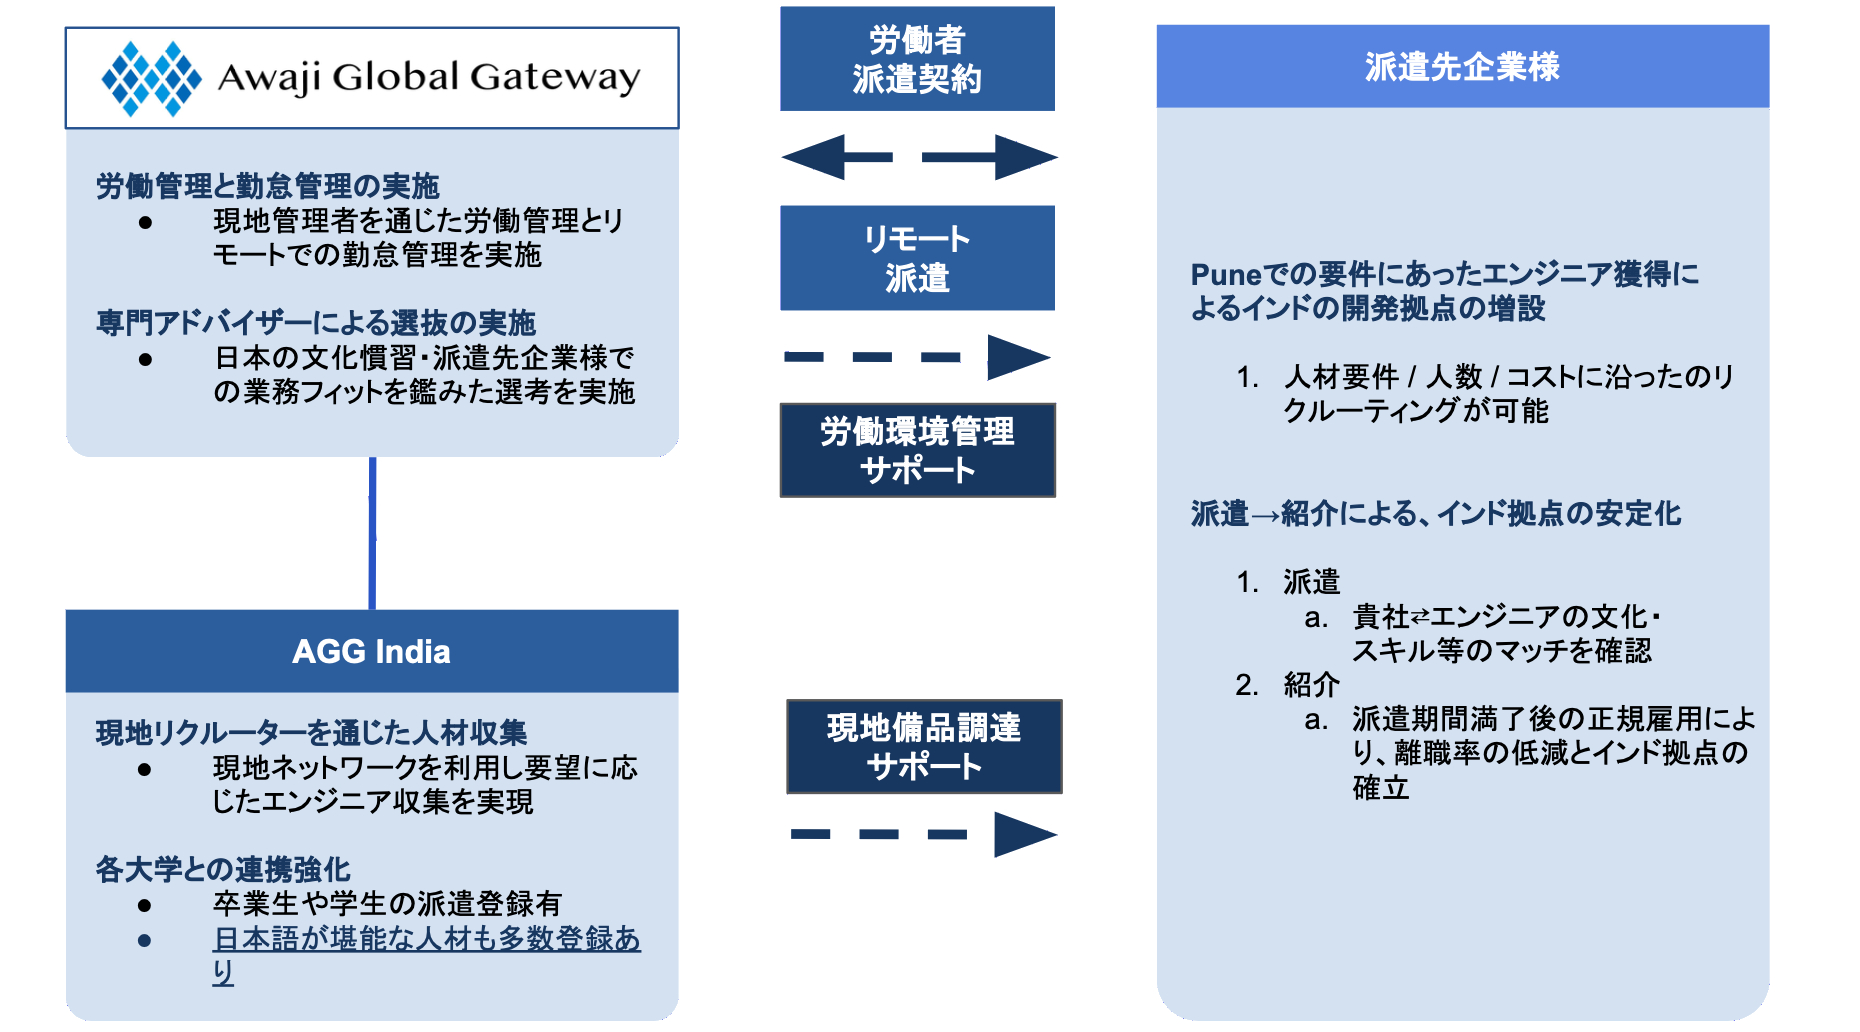 Awaji Global Gateway
労働管理と勤怠管理の実施
● 現地管理者を通じた労働管理とリ
モートでの勤怠管理を実施
専門アドバイザーによる選抜の実施
● 日本の文化慣習・派遣先企業様で
の業務フィットを鑑みた選考を実施
AGG India
現地リクルーターを通じた人材収集
● 現地ネットワークを利用し要望に応
じたエンジニア収集を実現
各大学との連携強化
● 卒業生や学生の派遣登録有
● 日本語が堪能な人材も多数登録あ
り
労働者
派遣契約
リモート
派遣
労働環境管理
サポート
現地備品調達
サポート
派遣先企業様
Puneでの要件にあったエンジニア獲得に
よるインドの開発拠点の増設
1. 人材要件 / 人数 / コストに沿ったのリ
クルーティングが可能
派遣→紹介による、インド拠点の安定化
1. 派遣
a. 貴社⇄エンジニアの文化・
スキル等のマッチを確認
2. 紹介
a. 派遣期間満了後の正規雇用によ
り、離職率の低減とインド拠点の
確立